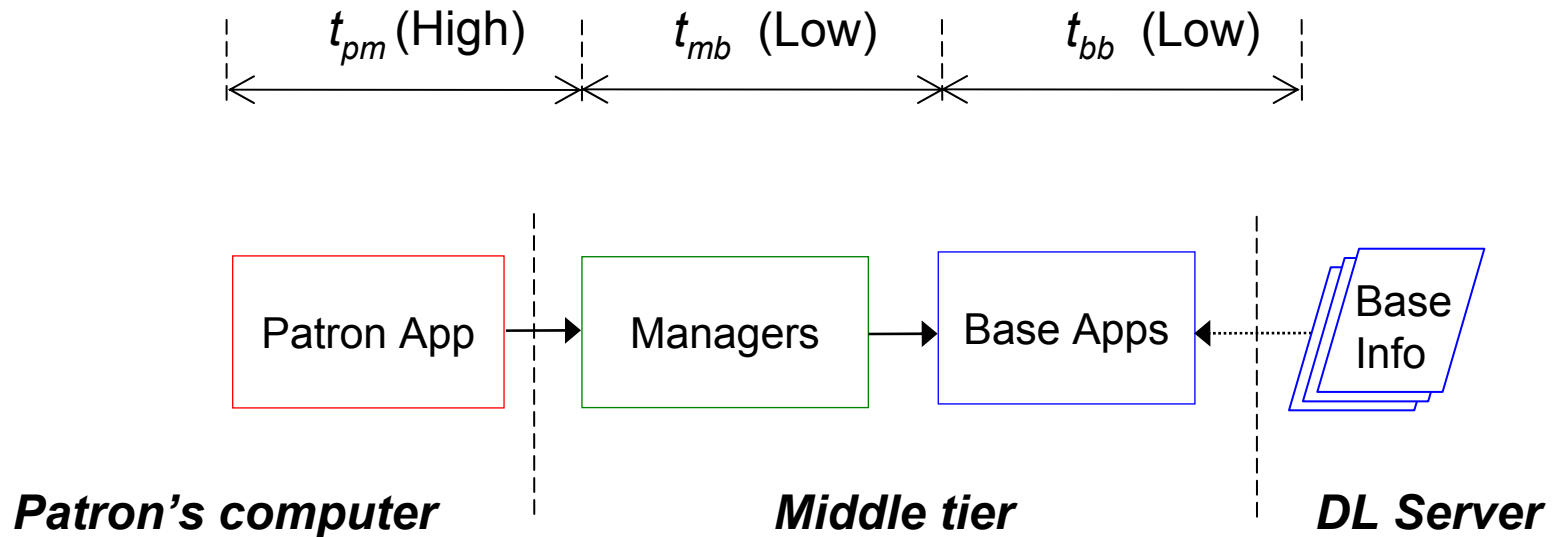 tpm (High) tmb (Low) tbb (Low)
Patron App Managers Base Apps Base
Info
Patron’s computer Middle tier DL Server